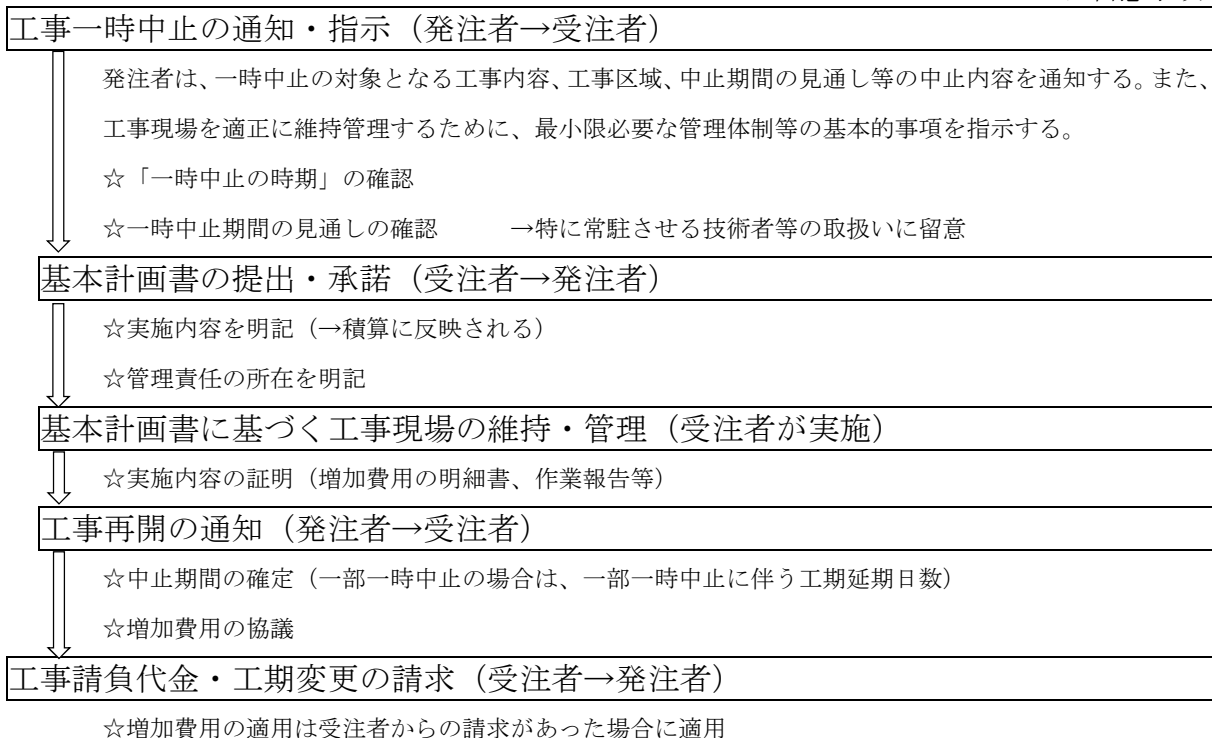 工事一時中止の通知・指示（発注者→受注者）
発注者は、一時中止の対象となる工事内容、工事区域、中止期間の見通し等の中止内容を通知する。また、
工事現場を適正に維持管理するために、最小限必要な管理体制等の基本的事項を指示する。
☆「一時中止の時期」の確認
☆一時中止期間の見通しの確認　　→特に常駐させる技術者等の取扱いに留意
基本計画書の提出・承諾（受注者→発注者）
☆実施内容を明記（→積算に反映される）
☆管理責任の所在を明記
基本計画書に基づく工事現場の維持・管理（受注者が実施）
☆実施内容の証明（増加費用の明細書、作業報告等）
工事再開の通知（発注者→受注者）
☆中止期間の確定（一部一時中止の場合は、一部一時中止に伴う工期延期日数）
☆増加費用の協議
工事請負代金・工期変更の請求（受注者→発注者）
☆増加費用の適用は受注者からの請求があった場合に適用